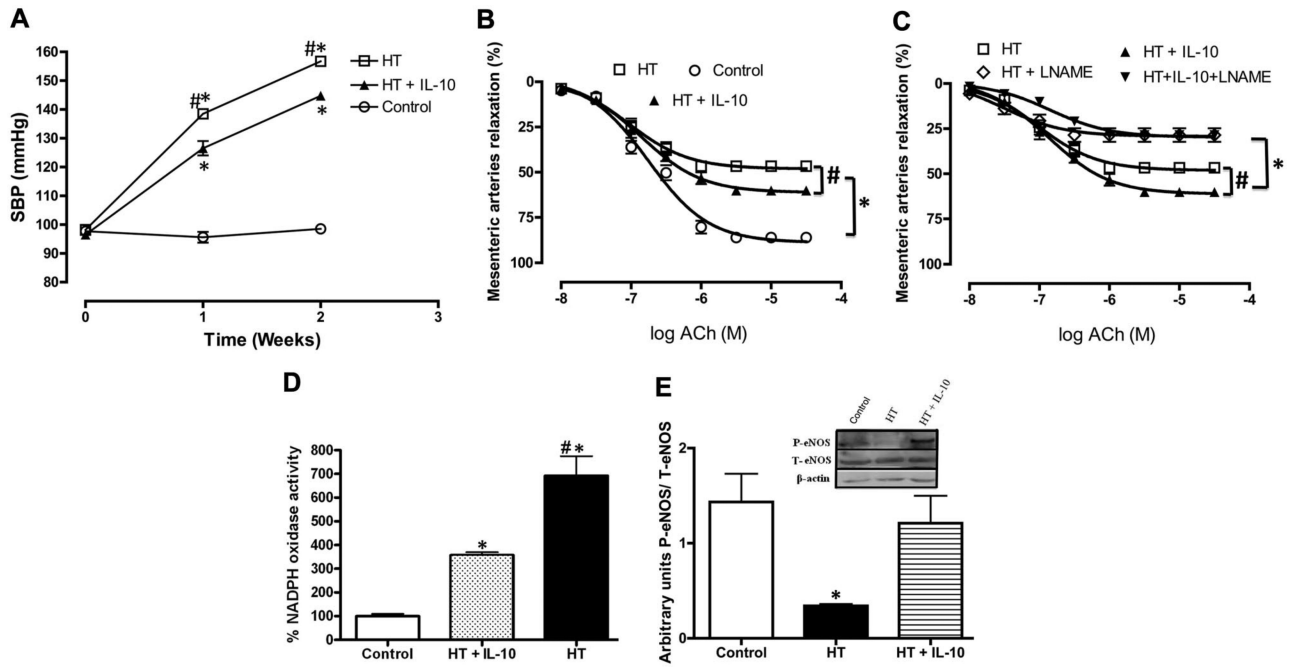 A
SBP (mmHg)
160
150
140
130
120
110
100
90
80
#*
#*
*
*
HT
HT + IL-10
Control
0
1
2
3
Time (Weeks)
B
Mesenteric arteries relaxation (%)
HT
Control
HT + IL-10
0
25
50
75
100
#
*
-8
-7
-6
-5
-4
log ACh (M)
C
Mesenteric arteries relaxation (%)
HT
HT + IL-10
HT + LNAME
HT+IL-10+LNAME
0
25
50
75
100
#
*
-8
-7
-6
-5
-4
log ACh (M)
D
% NADPH oxidase activity
800
700
600
500
400
300
200
100
0
*
#*
Control
HT + IL-10
HT
E
Arbitrary units P-eNOS/ T-eNOS
2
1
0
Control
HT
HT + IL-10
P-eNOS
T- eNOS
β-actin
*
Control
HT
HT + IL-10